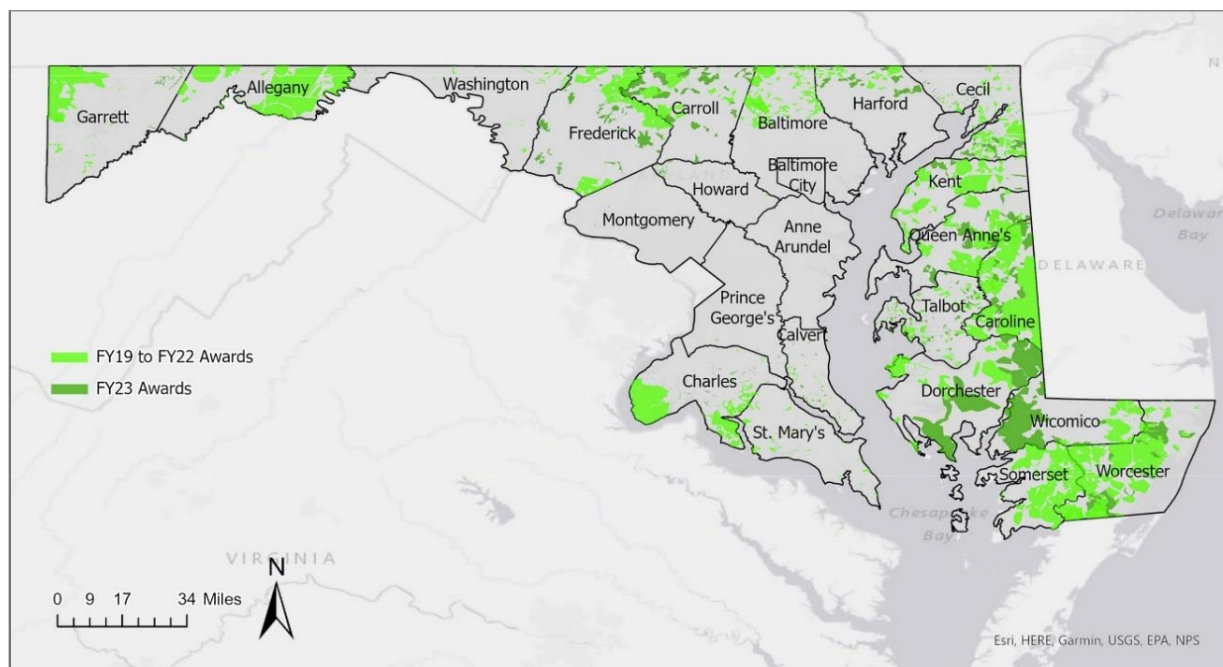 Garrett
Allegany
Washington
Frederick
Carroll
Baltimore
Harford
Cecil
Baltimore
City
Howard
Montgomery
Anne
Arundel
Prince
George's
Calvert
Charles
St. Mary's
Kent
Queen Anne's
Talbot
Caroline
Dorchester
Wicomico
Somerset
Worcester
Delaware
Bay
DELAWARE
Chesapeake
Bay
VIRGINIA
FY19 to FY22 Awards
FY23 Awards
N
0 9 17 34 Miles
Esri, HERE, Garmin, USGS, EPA, NPS